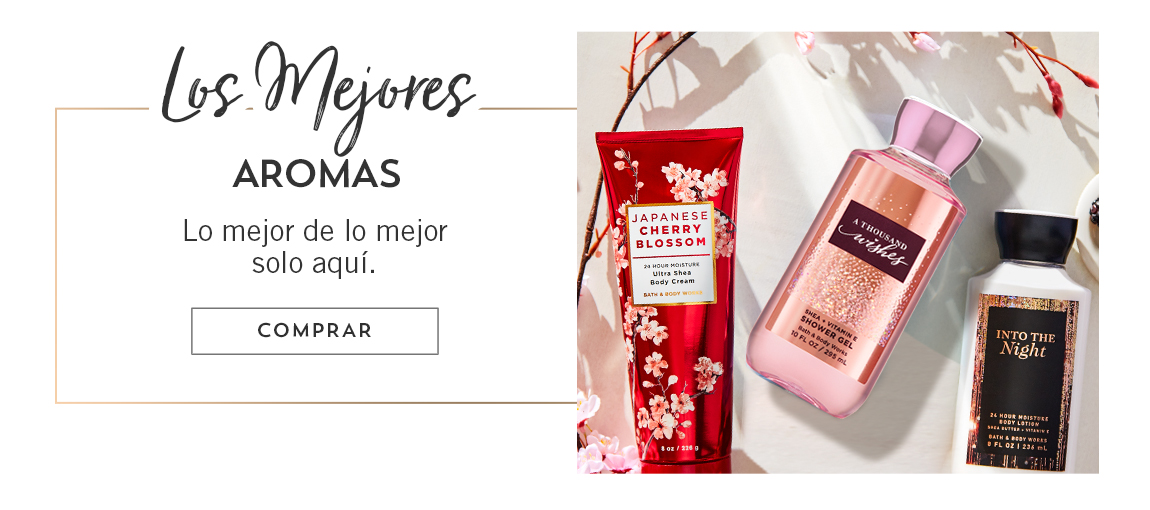 Los Mejores
AROMAS
Lo mejor de lo mejor
solo aquí.
COMPRAR
JAPANESE
CHERRY
BLOSSOM
24 HOUR MOISTURE
Ultra Shea
Body Cream
BATH & BODY WORKS
8 oz / 226 g
A THOUSAND
wishes
SHEA + VITAMIN E
SHOWER GEL
Bath & Body Works
10 FL OZ / 295 mL
INTO THE
Night
24 HOUR MOISTURE
BODY LOTION
SHEA BUTTER + VITAMIN E
BATH & BODY WORKS
8 FL OZ | 236 mL